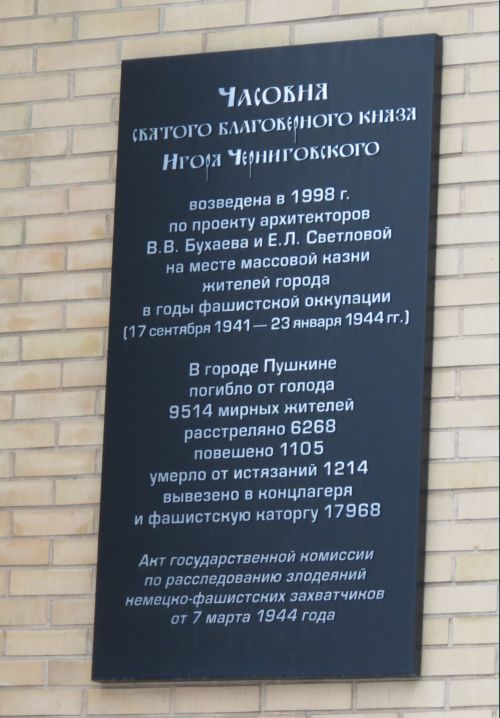 Часовня
святого благоверного князя
Игоря Черниговского
возведена в 1998 г.
по проекту архитекторов
В.В. Бухаева и Е.Л. Светловой
на месте массовой казни
жителей города
в годы фашистской оккупации
(17 сентября 1941 — 23 января 1944 гг.)
В городе Пушкине
погибло от голода
9514 мирных жителей
расстреляно 6268
повешено 1105
умерло от истязаний 1214
вывезено в концлагеря
и фашистскую каторгу 17968
Акт государственной комиссии
по расследованию злодеяний
немецко-фашистских захватчиков
от 7 марта 1944 года